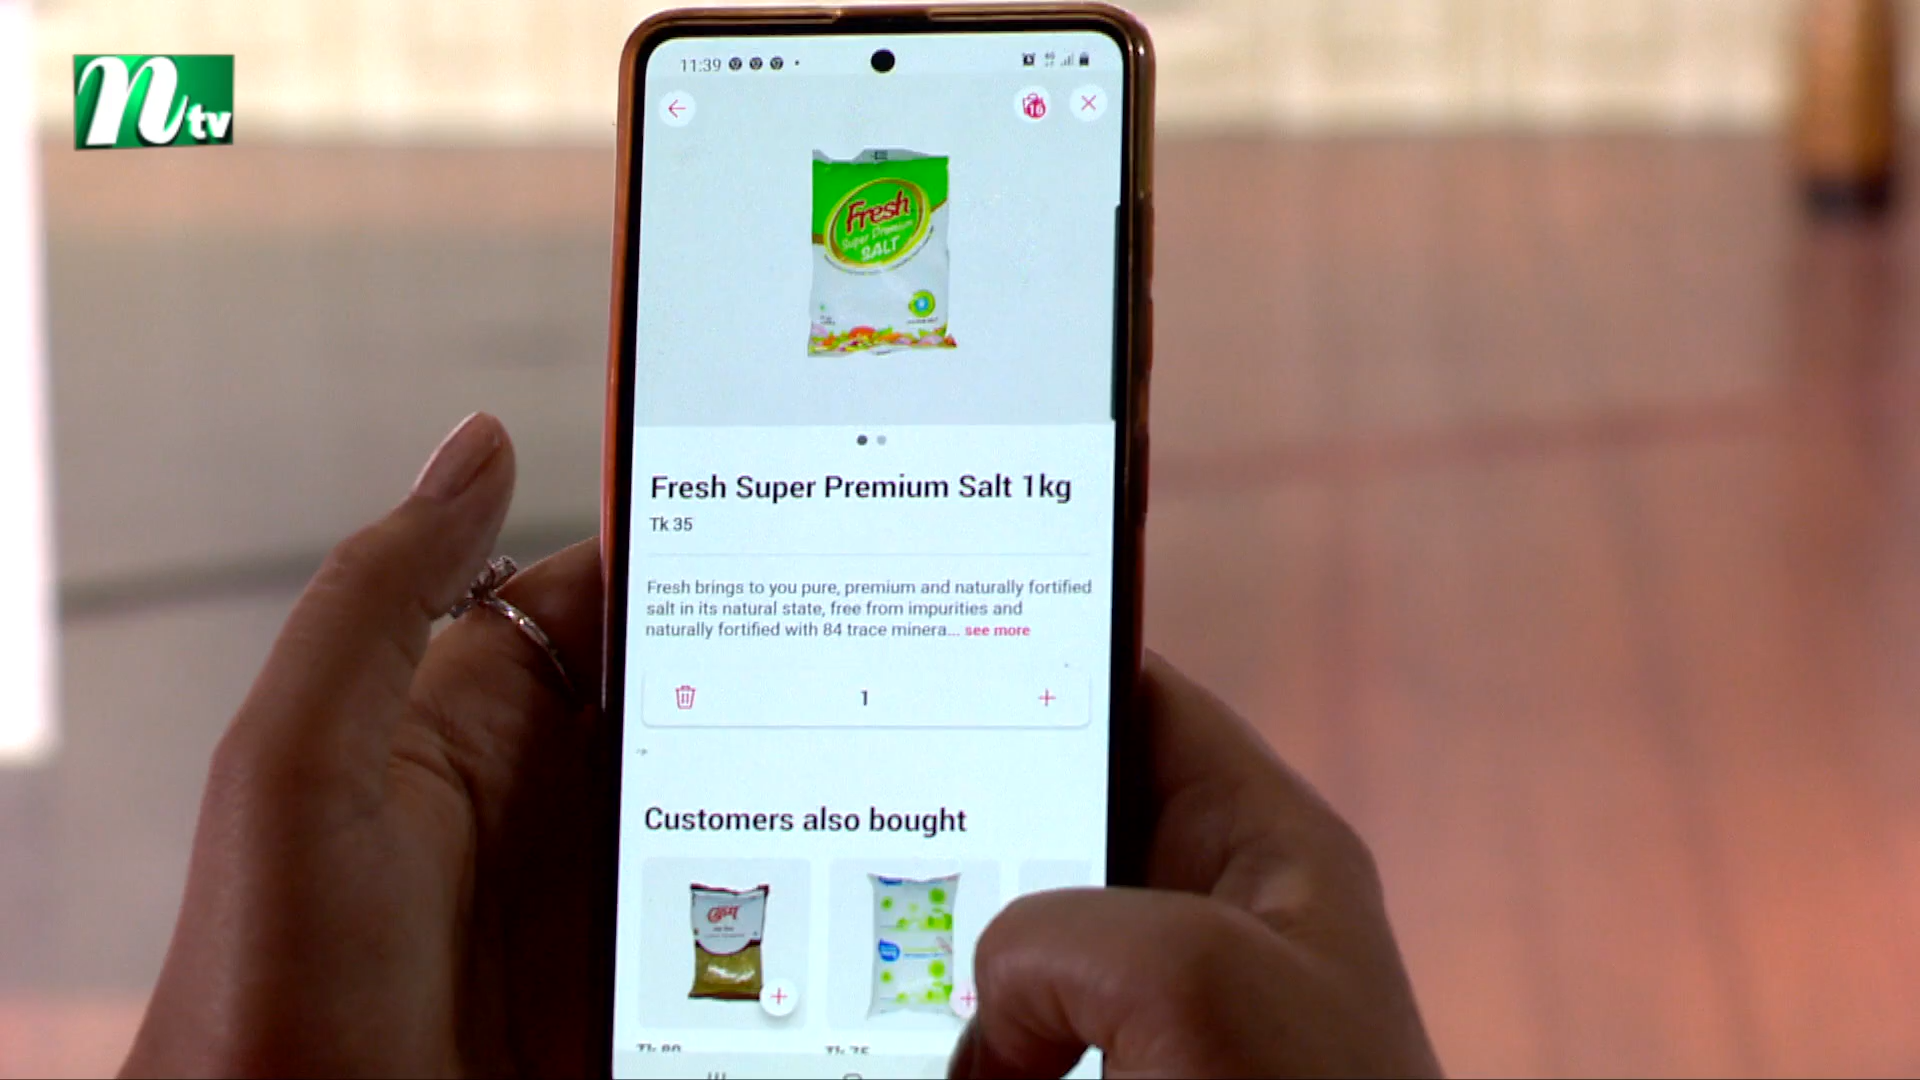 ntv
11:39
16
Fresh
Super Premium
SALT
Fresh Super Premium Salt 1kg
Tk 35
Fresh brings to you pure, premium and naturally fortified
salt in its natural state, free from impurities and
naturally fortified with 84 trace minera... see more
1
Customers also bought